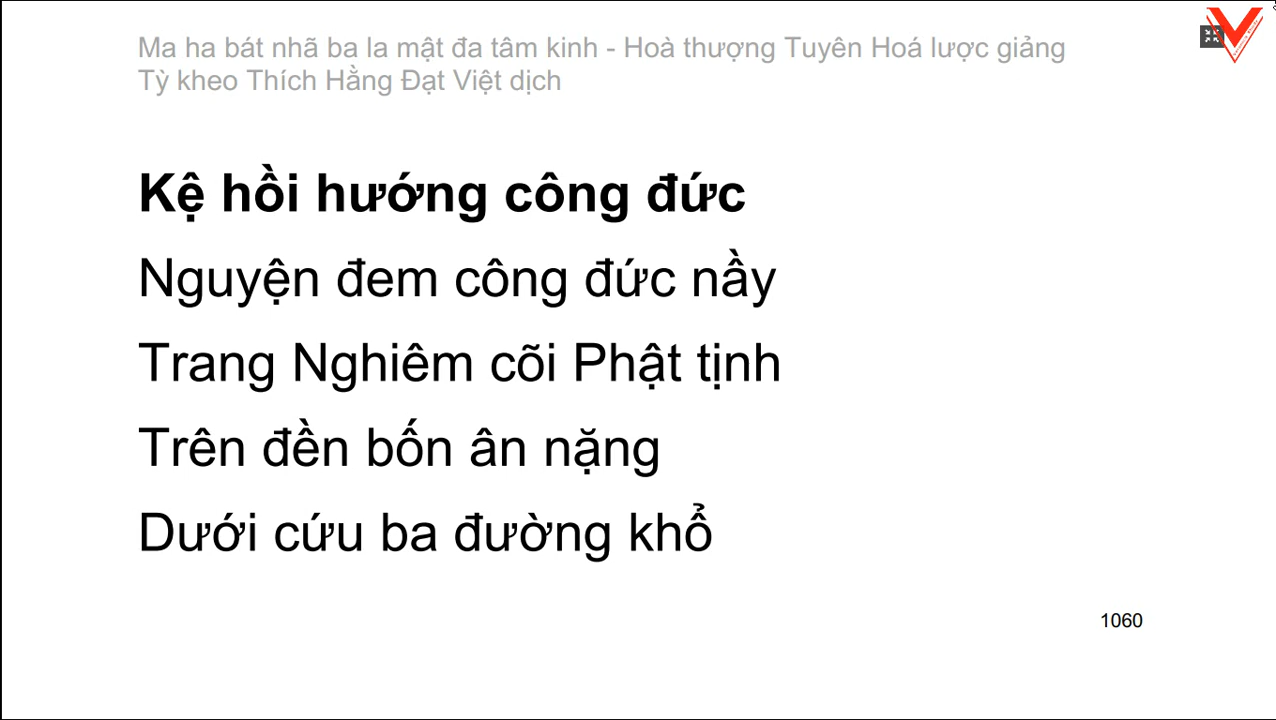 Ma ha bát nhã ba la mật đa tâm kinh - Hoà thượng Tuyên Hoá lược giảng
Tỳ kheo Thích Hằng Đạt Việt dịch
Kệ hồi hướng công đức
Nguyện đem công đức nầy
Trang Nghiêm cõi Phật tịnh
Trên đền bốn ân nặng
Dưới cứu ba đường khổ
1060